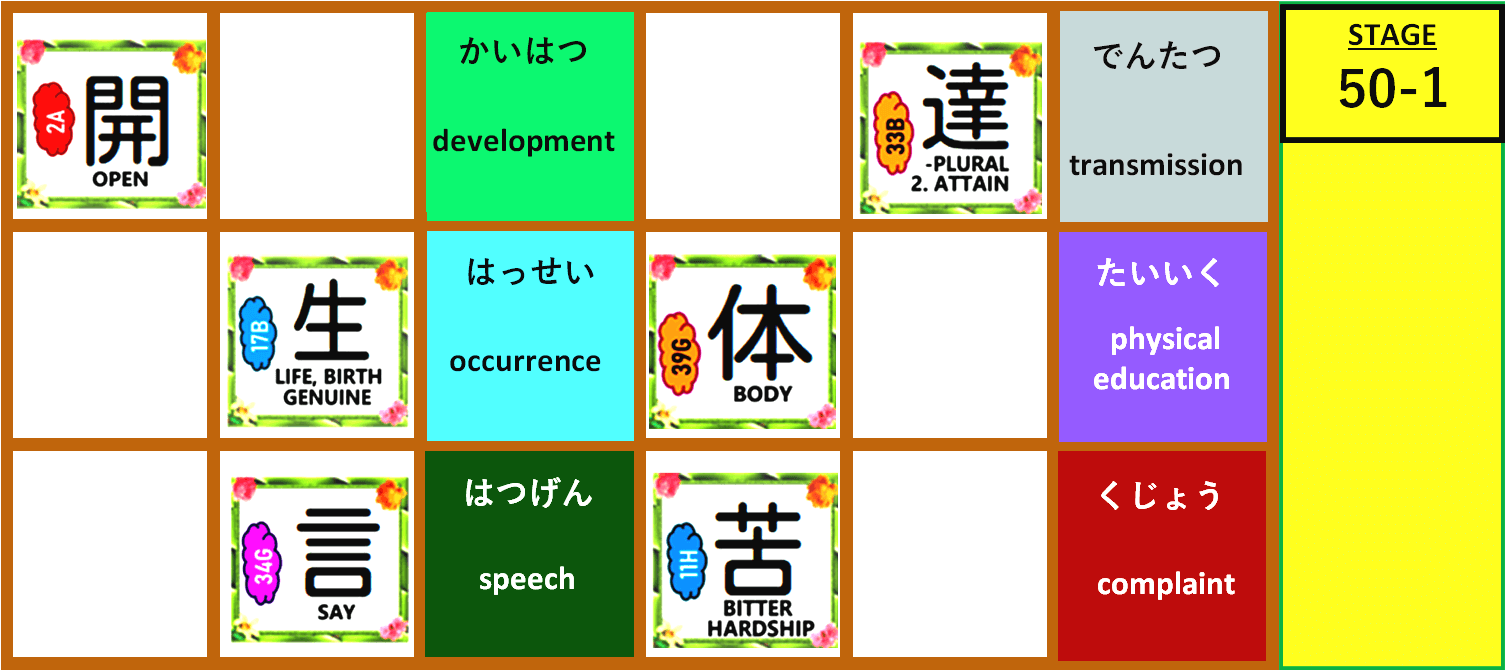 2A
開
OPEN
かいはつ
development
33B
達
-PLURAL
2. ATTAIN
でんたつ
transmission
STAGE
50-1
17B
生
LIFE, BIRTH
GENUINE
はっせい
occurrence
39G
体
BODY
たいいく
physical
education
34G
言
SAY
はつげん
speech
11H
苦
BITTER
HARDSHIP
くじょう
complaint